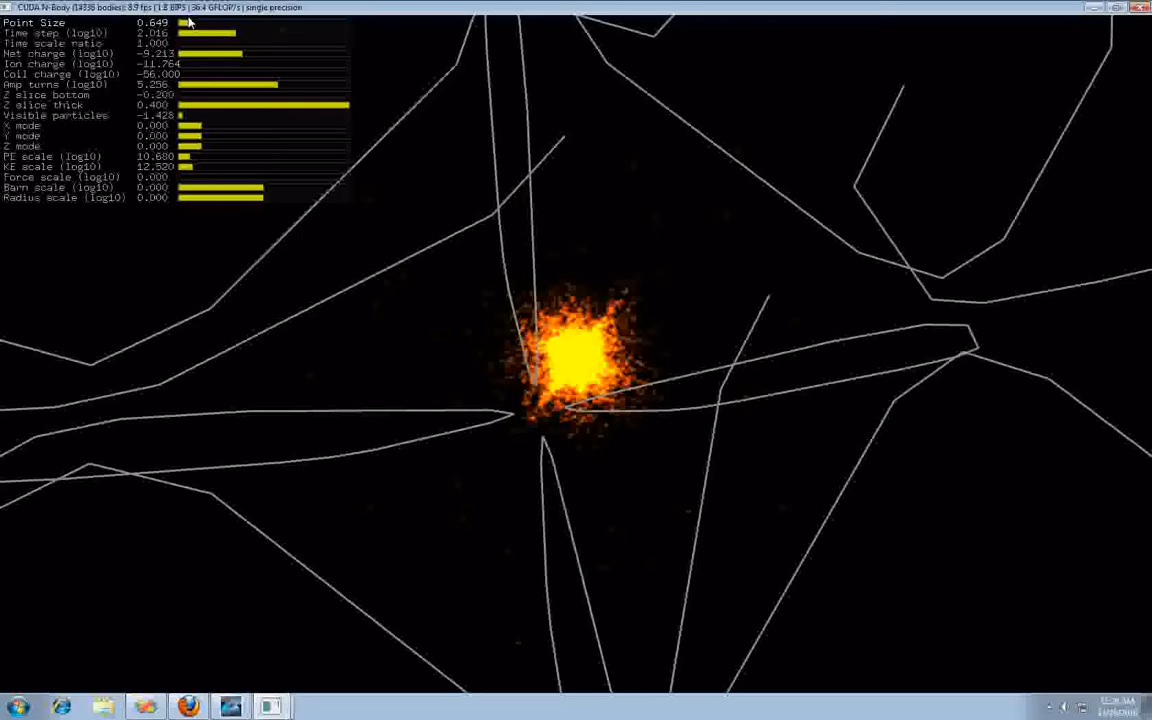 CUDA N-Body (14336 bodies): 8.9 fps | 1.8 BIPS | 36.4 GFLOP/s | single precision
Point Size 0.649
Time step (log10) 2.016
Time scale ratio 1.000
Net charge (log10) -9.213
Ion charge (log10) -11.764
Coil charge (log10) -56.000
Amp turns (log10) 5.256
Z slice bottom -0.200
Z slice thick 0.400
Visible particles -1.428
X mode 0.000
Y mode 0.000
Z mode 0.000
PE scale (log10) 10.680
KE scale (log10) 12.520
Force scale (log10) 0.000
Barn scale (log10) 0.000
Radius scale (log10) 0.000